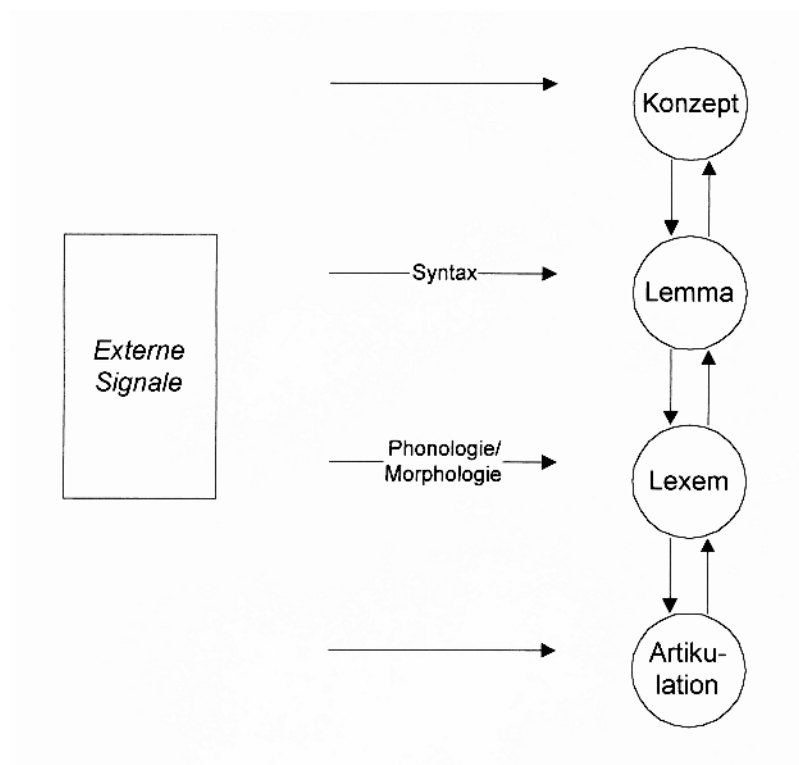 Konzept
Syntax
Lemma
Externe
Signale
Phonologie/
Morphologie
Lexem
Artiku-
lation